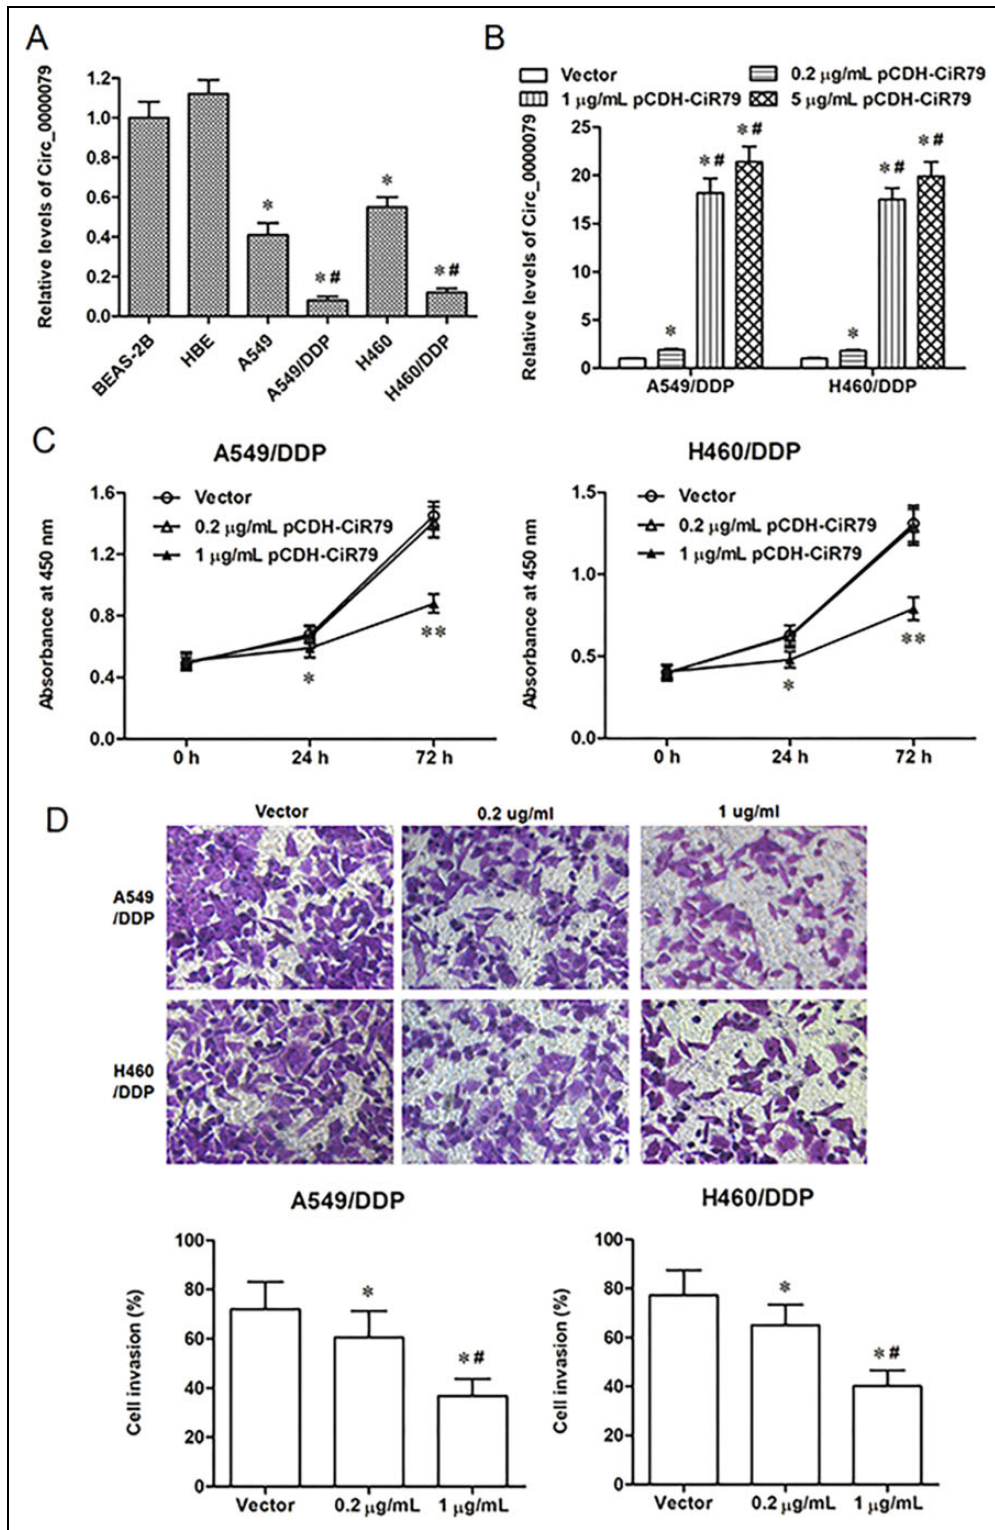 A
Relative levels of Circ_0000079
1.2
1.0
0.8
0.6
0.4
0.2
0.0
*
*#
*
*#
BEAS-2B
HBE
A549
A549/DDP
H460
H460/DDP
B
Vector
0.2 μg/mL pCDH-CiR79
1 μg/mL pCDH-CiR79
5 μg/mL pCDH-CiR79
Relative levels of Circ_0000079
25
20
15
10
5
0
*
*#
*#
*
*#
*#
A549/DDP
H460/DDP
C
A549/DDP
Absorbance at 450 nm
1.6
1.2
0.8
0.4
0.0
Vector
0.2 μg/mL pCDH-CiR79
1 μg/mL pCDH-CiR79
*
**
0 h
24 h
72 h
H460/DDP
Absorbance at 450 nm
1.5
1.0
0.5
0.0
Vector
0.2 μg/mL pCDH-CiR79
1 μg/mL pCDH-CiR79
*
**
0 h
24 h
72 h
D
Vector
0.2 ug/ml
1 ug/ml
A549
/DDP
H460
/DDP
A549/DDP
Cell invasion (%)
100
80
60
40
20
0
*
*#
Vector
0.2 μg/mL
1 μg/mL
H460/DDP
Cell invasion (%)
100
80
60
40
20
0
*
*#
Vector
0.2 μg/mL
1 μg/mL